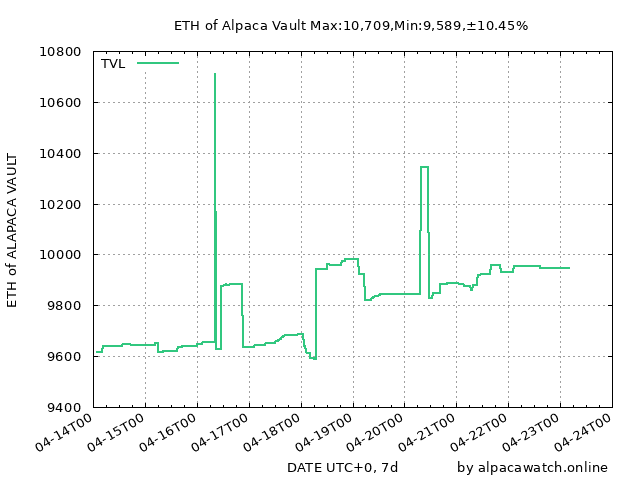 ETH of Alpaca Vault Max:10,709,Min:9,589,±10.45%
TVL
10800
10600
10400
10200
10000
9800
9600
9400
ETH of ALAPACA VAULT
04-14T00
04-15T00
04-16T00
04-17T00
04-18T00
04-19T00
04-20T00
04-21T00
04-22T00
04-23T00
04-24T00
DATE UTC+0, 7d
by alpacawatch.online